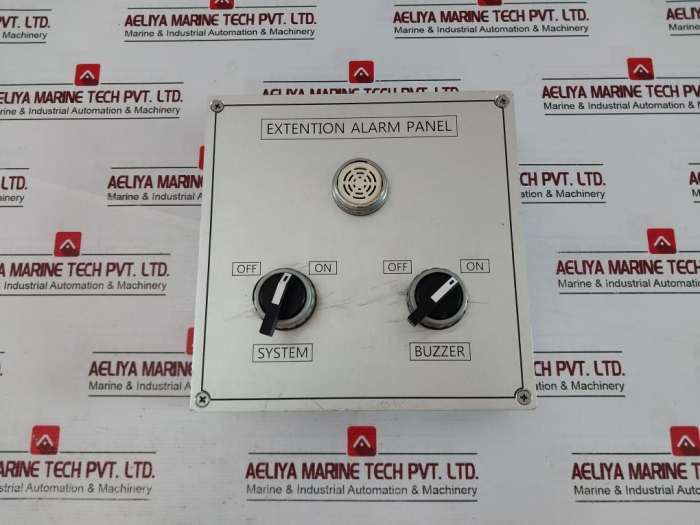 AELIYA MARINE TECH PVT. LTD.
Marine & Industrial Automation & Machinery
EXTENTION ALARM PANEL
OFF
ON
OFF
ON
SYSTEM
BUZZER